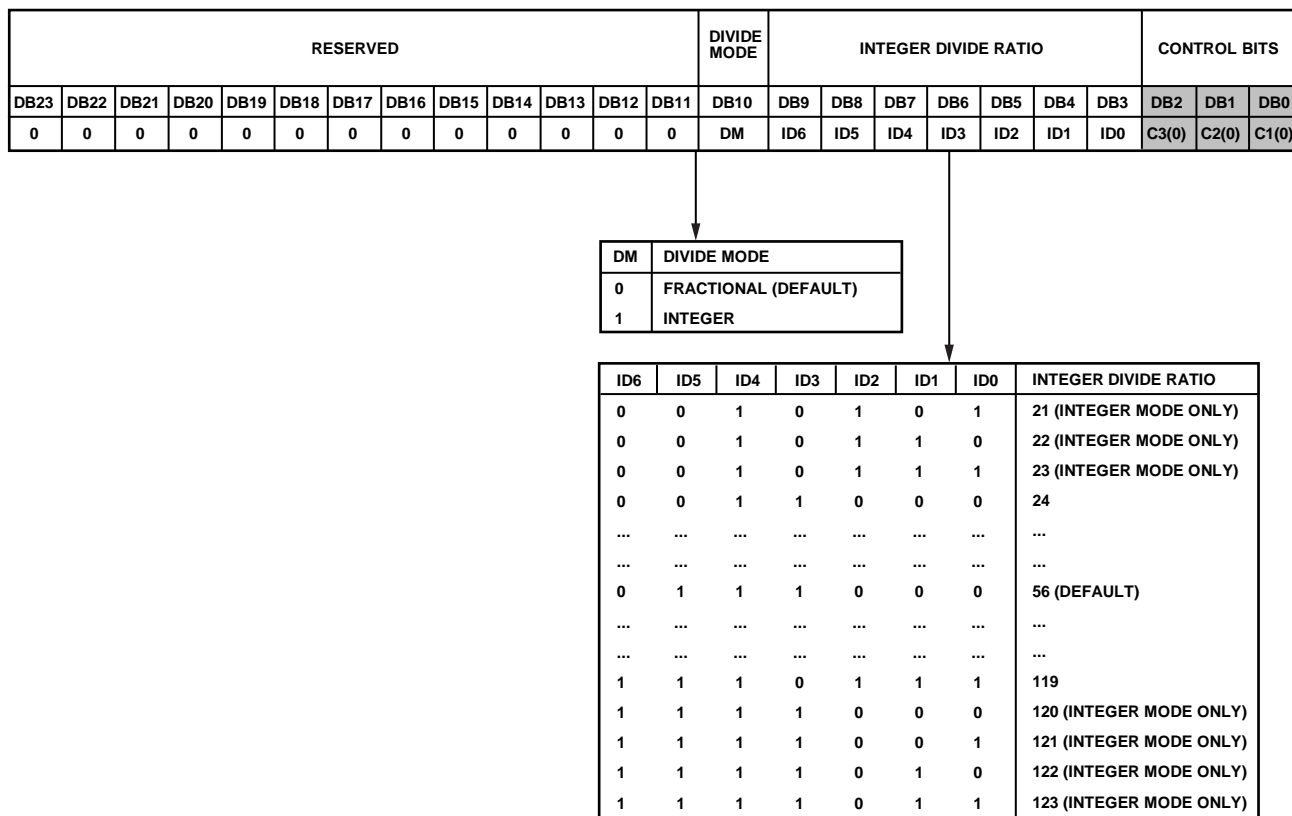 RESERVED DIVIDE MODE INTEGER DIVIDE RATIO CONTROL BITS
DB23 DB22 DB21 DB20 DB19 DB18 DB17 DB16 DB15 DB14 DB13 DB12 DB11 DB10 DB9 DB8 DB7 DB6 DB5 DB4 DB3 DB2 DB1 DB0
0 0 0 0 0 0 0 0 0 0 0 0 0 DM ID6 ID5 ID4 ID3 ID2 ID1 ID0 C3(0) C2(0) C1(0)
DM DIVIDE MODE
0 FRACTIONAL (DEFAULT)
1 INTEGER
ID6 ID5 ID4 ID3 ID2 ID1 ID0 INTEGER DIVIDE RATIO
0 0 1 0 1 0 1 21 (INTEGER MODE ONLY)
0 0 1 0 1 1 0 22 (INTEGER MODE ONLY)
0 0 1 0 1 1 1 23 (INTEGER MODE ONLY)
0 0 1 1 0 0 0 24
... ... ... ... ... ... ... ...
... ... ... ... ... ... ... ...
0 1 1 1 0 0 0 56 (DEFAULT)
... ... ... ... ... ... ... ...
... ... ... ... ... ... ... ...
1 1 1 0 1 1 1 119
1 1 1 1 0 0 0 120 (INTEGER MODE ONLY)
1 1 1 1 0 0 1 121 (INTEGER MODE ONLY)
1 1 1 1 0 1 0 122 (INTEGER MODE ONLY)
1 1 1 1 0 1 1 123 (INTEGER MODE ONLY)